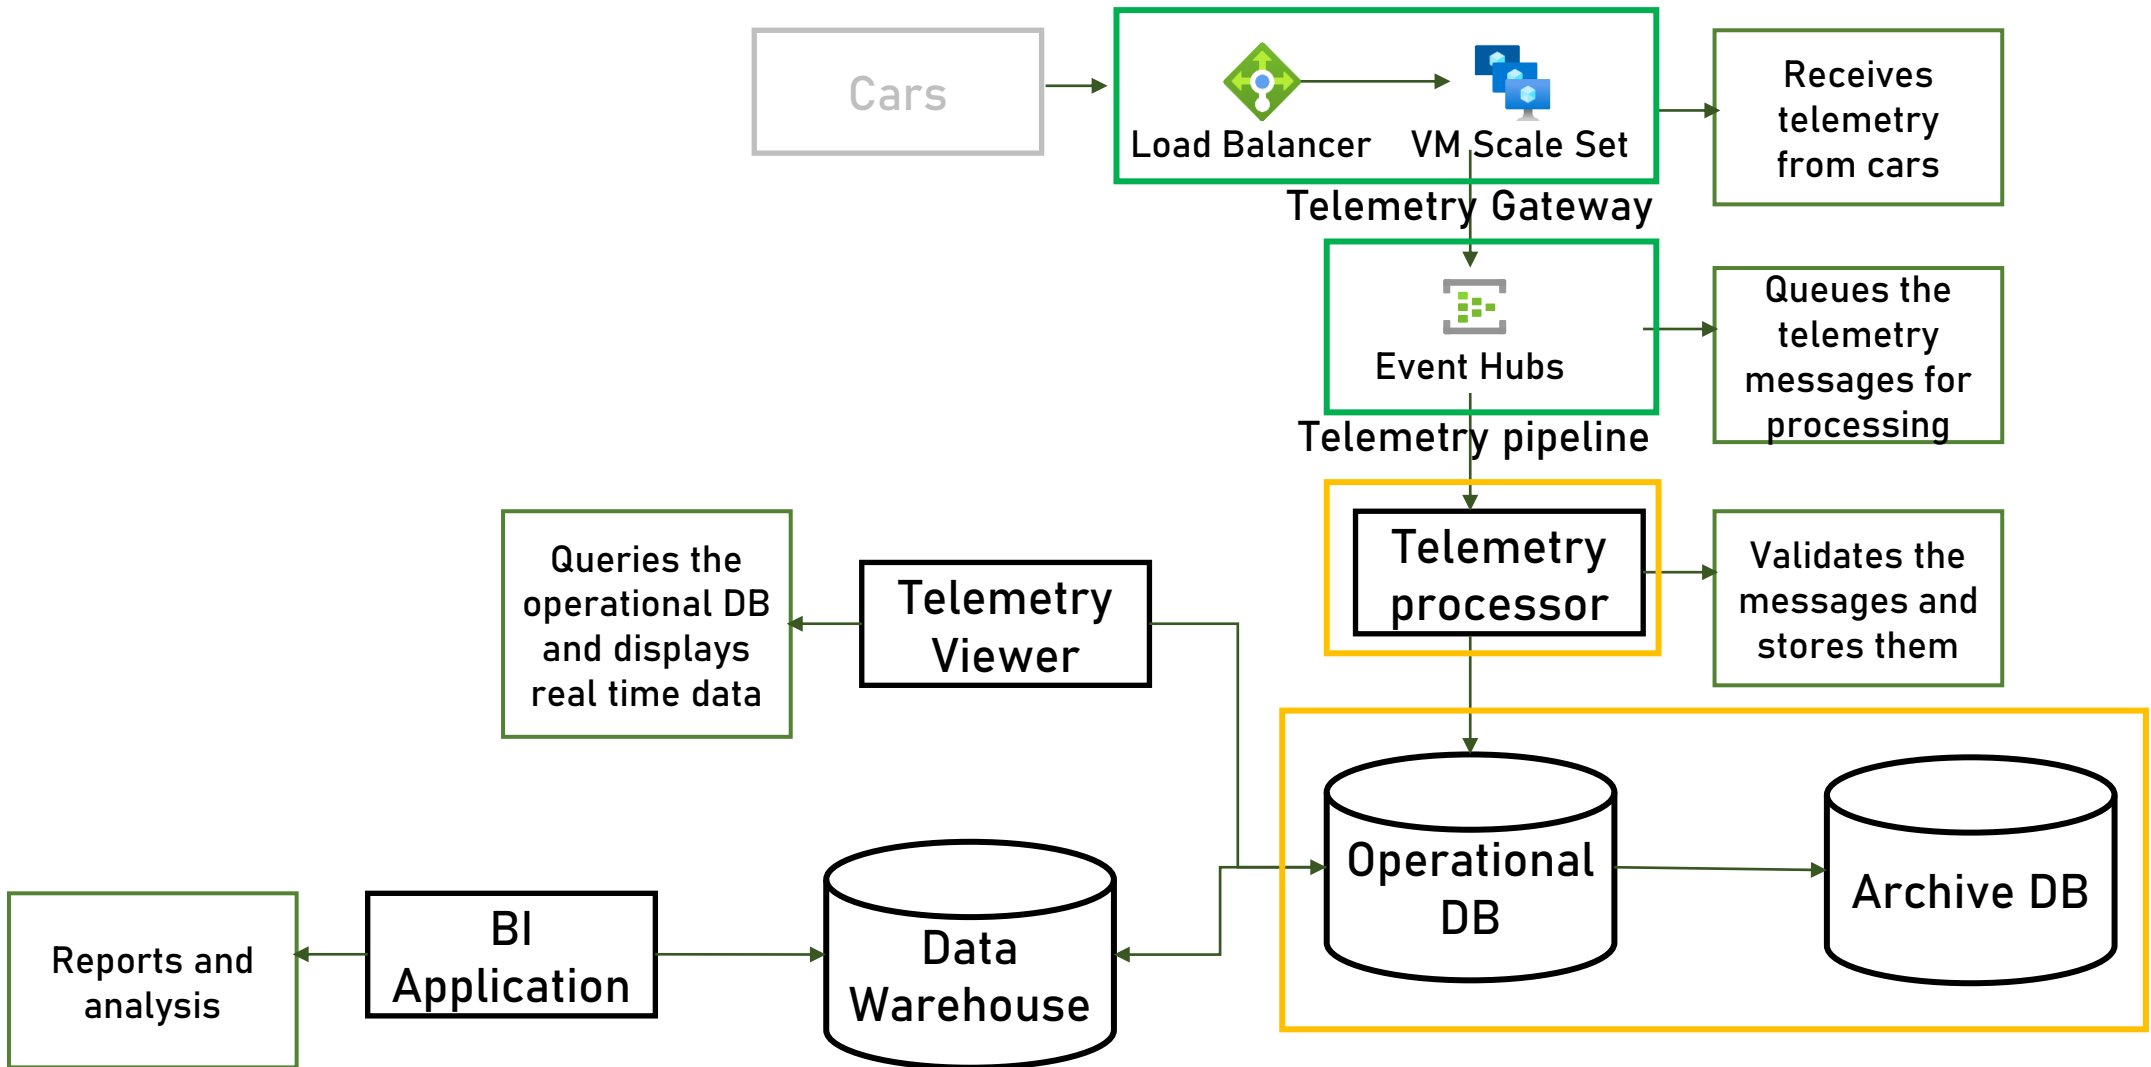 Cars
Load Balancer
VM Scale Set
Receives
telemetry
from cars
Telemetry Gateway
Event Hubs
Queues the
telemetry
messages for
processing
Telemetry pipeline
Telemetry
processor
Validates the
messages and
stores them
Queries the
operational DB
and displays
real time data
Telemetry
Viewer
Operational
DB
Archive DB
Reports and
analysis
BI
Application
Data
Warehouse